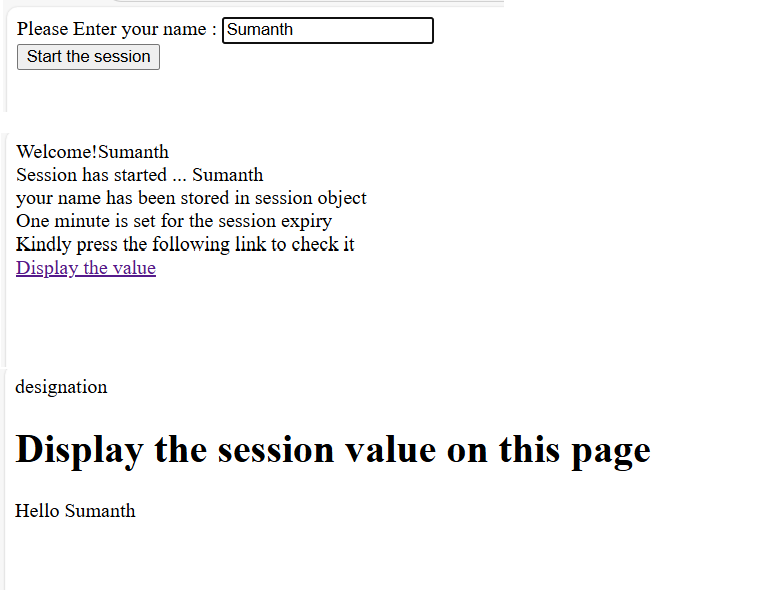 Please Enter your name : Sumanth
Start the session
Welcome!Sumanth
Session has started ... Sumanth
your name has been stored in session object
One minute is set for the session expiry
Kindly press the following link to check it
Display the value
designation
Display the session value on this page
Hello Sumanth